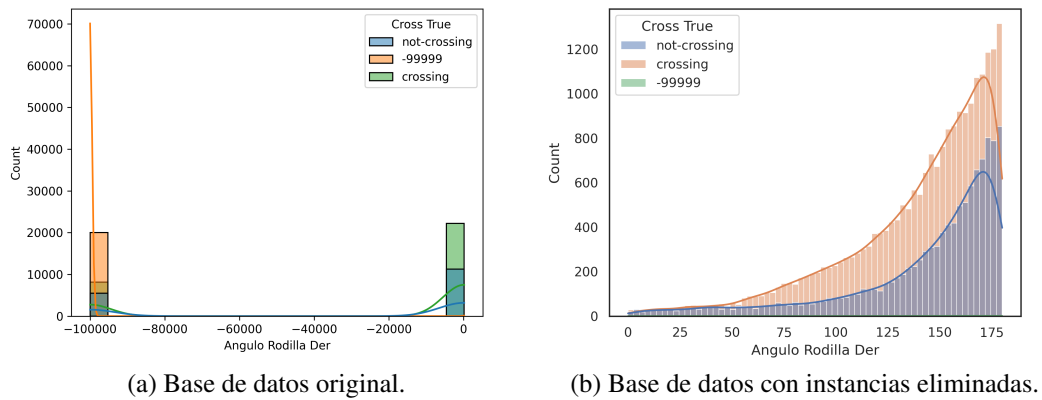 Cross True
not-crossing
-99999
crossing
70000
60000
50000
40000
30000
20000
10000
0
Count
−100000 −80000 −60000 −40000 −20000 0
Angulo Rodilla Der
(a) Base de datos original.
Cross True
not-crossing
crossing
-99999
1200
1000
800
600
400
200
0
Count
0 25 50 75 100 125 150 175
Angulo Rodilla Der
(b) Base de datos con instancias eliminadas.